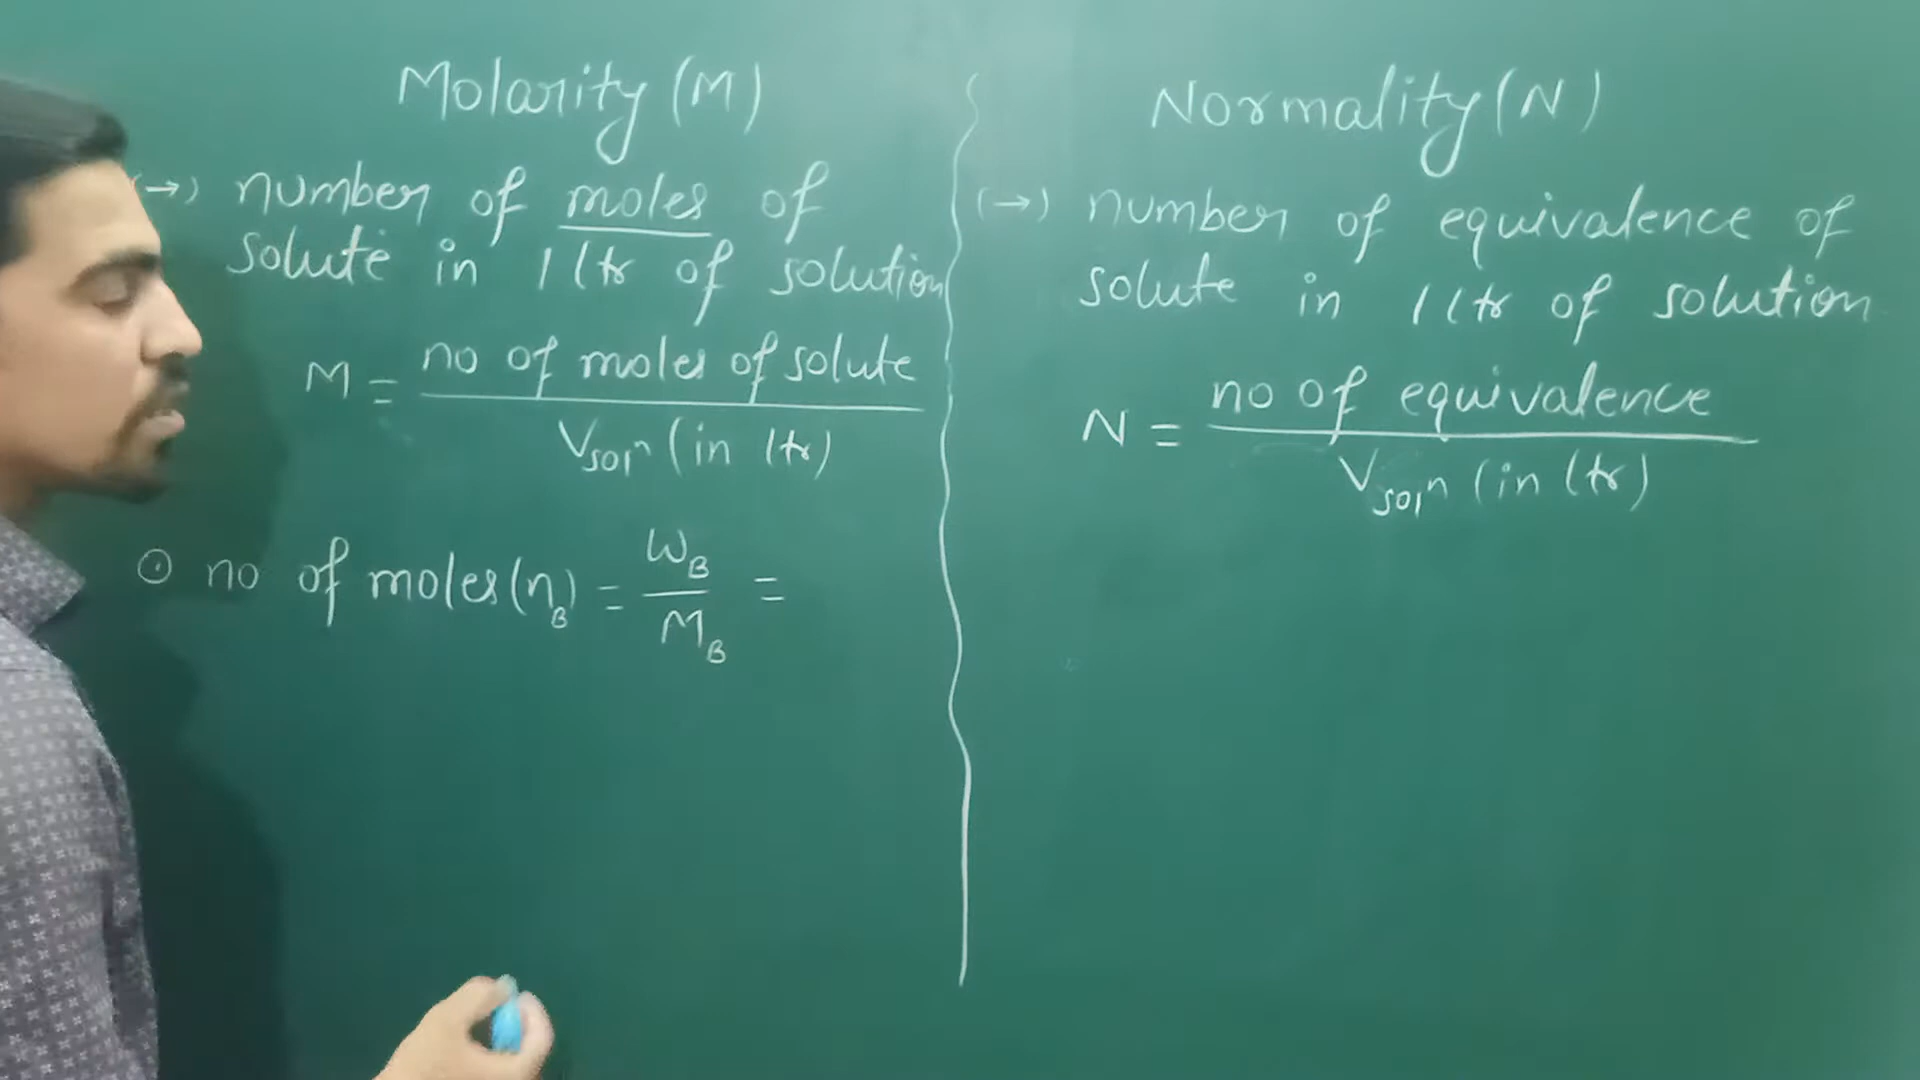 Molarity (M)
(→) number of moles of
solute in 1 ltr of solution
M = no of moles of solute
Vsoln (in ltr)
⊙ no of moles (nB) = WB / MB =
Normality (N)
(→) number of equivalence of
solute in 1 ltr of solution
N = no of equivalence
Vsoln (in ltr)